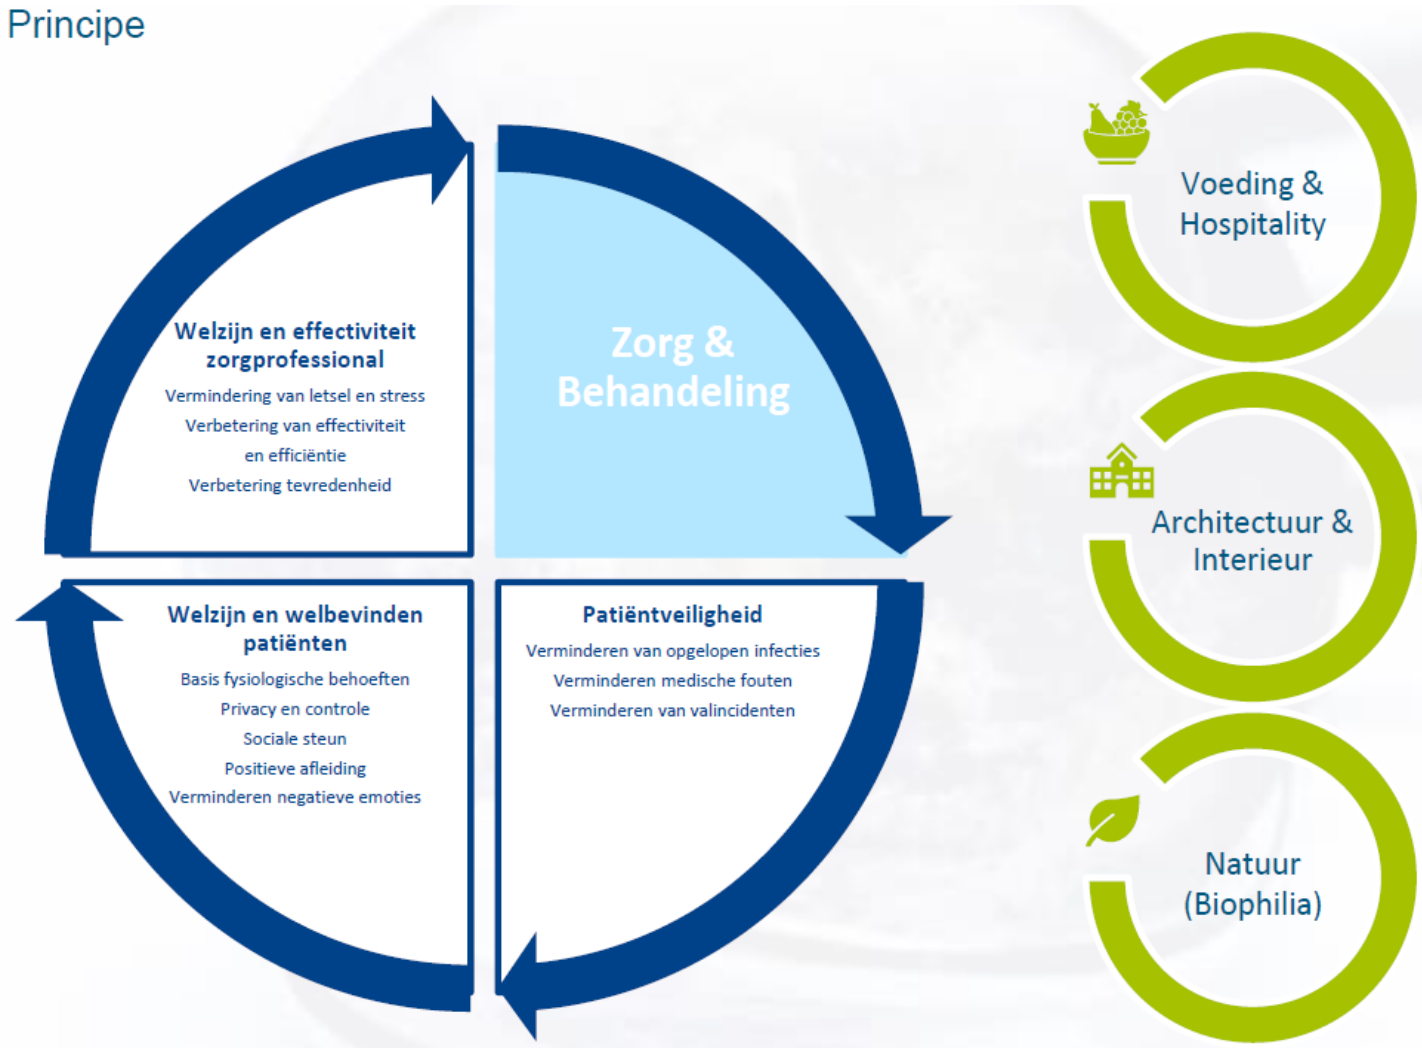 Principe
Welzijn en effectiviteit
zorgprofessional
Vermindering van letsel en stress
Verbetering van effectiviteit
en efficiëntie
Verbetering tevredenheid
Zorg &
Behandeling
Welzijn en welbevinden
patiënten
Basis fysiologische behoeften
Privacy en controle
Sociale steun
Positieve afleiding
Verminderen negatieve emoties
Patiëntveiligheid
Verminderen van opgelopen infecties
Verminderen medische fouten
Verminderen van valincidenten
Voeding &
Hospitality
Architectuur &
Interieur
Natuur
(Biophilia)